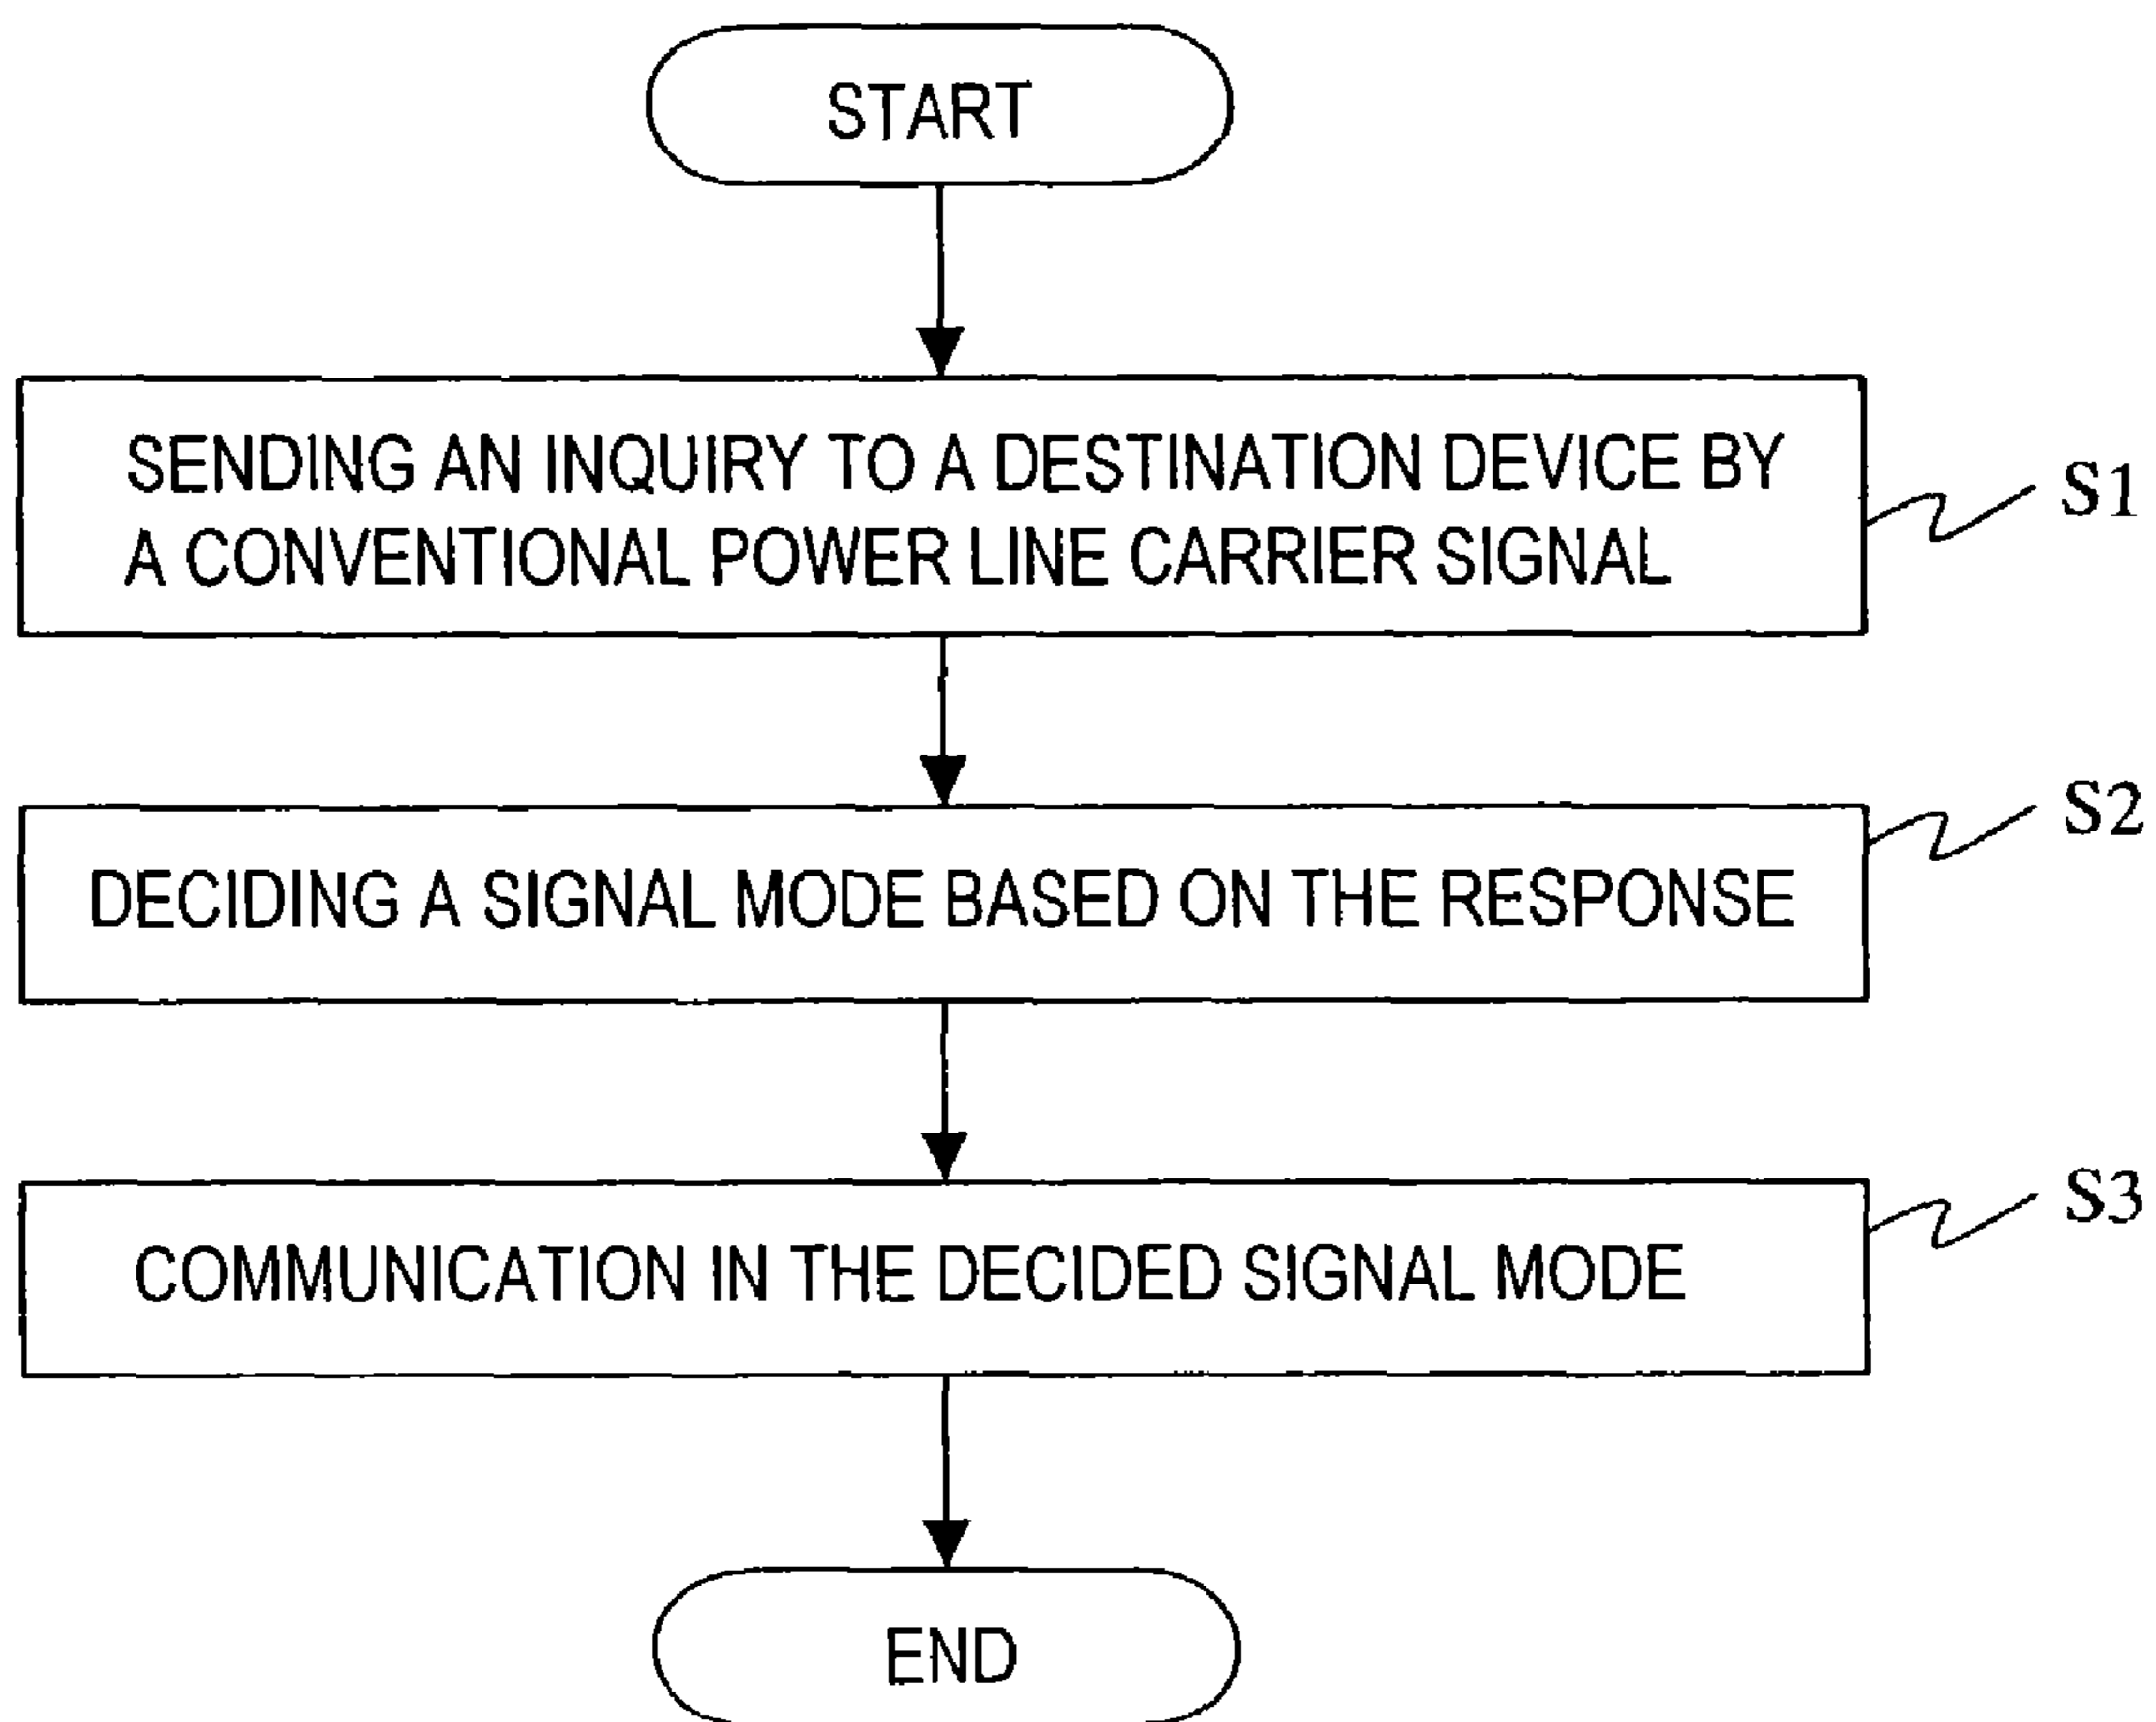 START
SENDING AN INQUIRY TO A DESTINATION DEVICE BY
A CONVENTIONAL POWER LINE CARRIER SIGNAL
S1
S2
DECIDING A SIGNAL MODE BASED ON THE RESPONSE
S3
COMMUNICATION IN THE DECIDED SIGNAL MODE
END